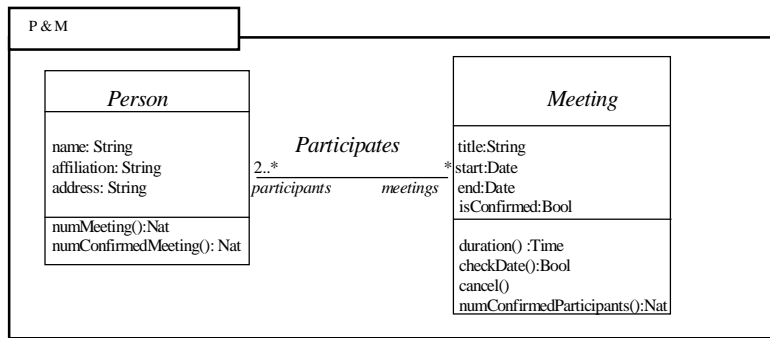 P & M
Person
name: String
affiliation: String
address: String
numMeeting():Nat
numConfirmedMeeting(): Nat
Participates
2..*
*
participants
meetings
Meeting
title:String
start:Date
end:Date
isConfirmed:Bool
duration() :Time
checkDate():Bool
cancel()
numConfirmedParticipants():Nat